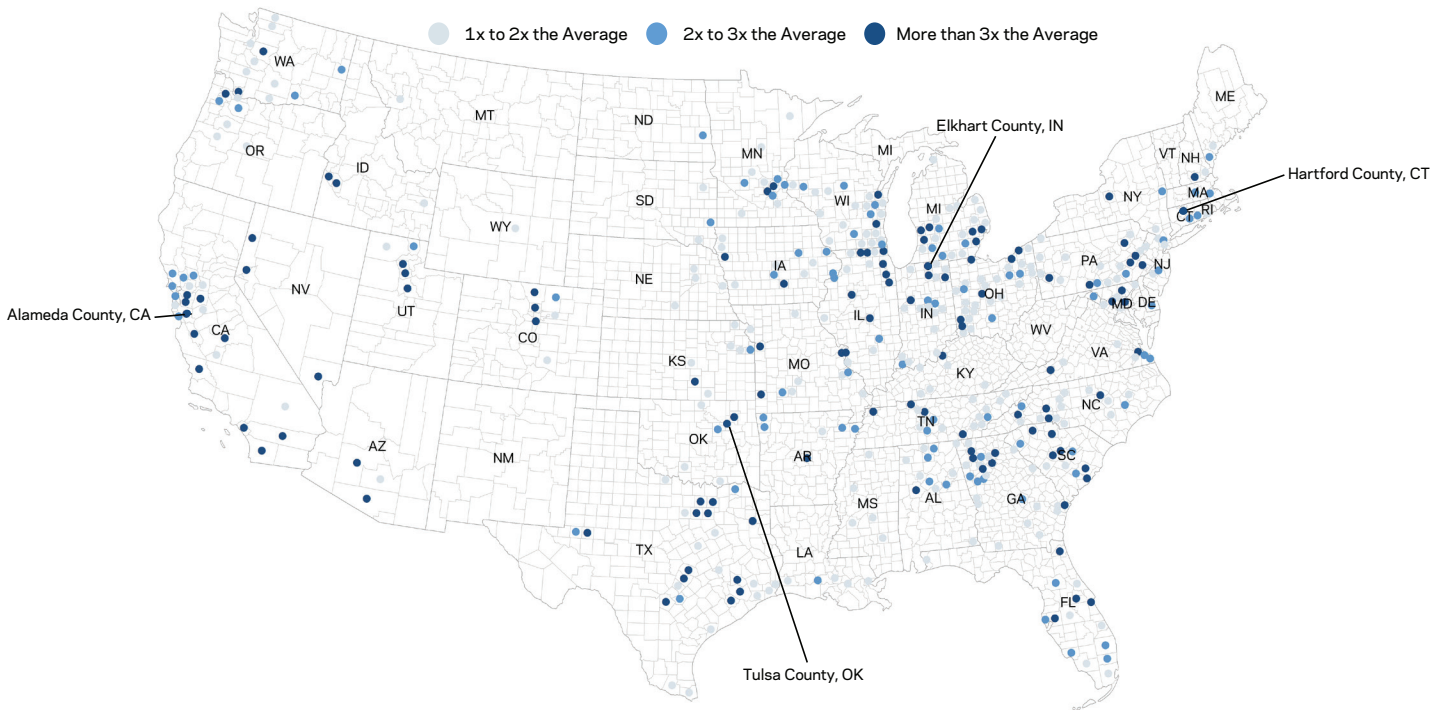 1x to 2x the Average 2x to 3x the Average More than 3x the Average
WA
ME
MT
ND
Elkhart County, IN
OR
MN
MI
VT NH
ID
Hartford County, CT
SD
WI
MI
NY
MA
WY
CT RI
IA
PA
NJ
NE
NV
OH
Alameda County, CA
UT
IL
IN
MD DE
CA
CO
WV
KS
MO
VA
KY
NC
TN
AZ
OK
NM
AR
SC
MS
AL
GA
TX
LA
FL
Tulsa County, OK